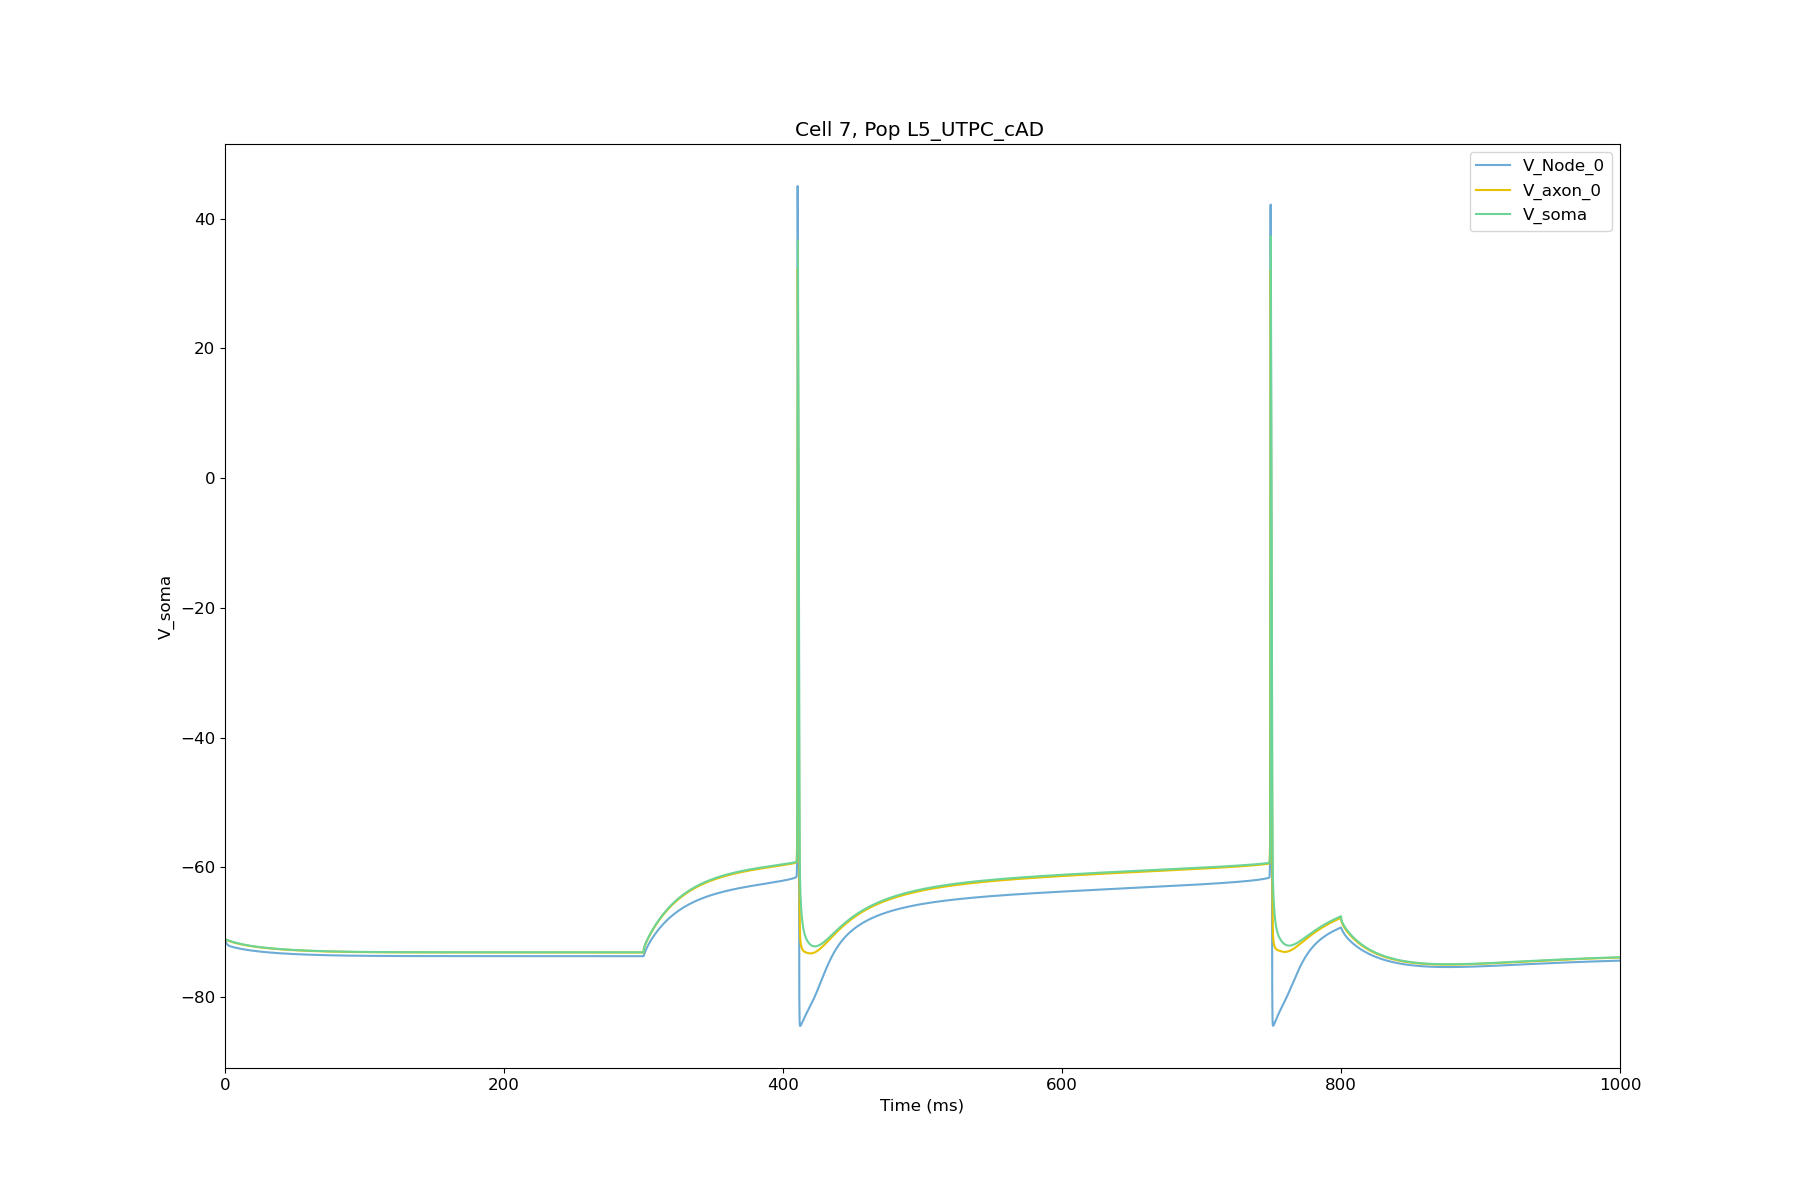 Cell 7, Pop L5_UTPC_cAD
V_Node_0
V_axon_0
V_soma
40
20
0
−20
−40
−60
−80
V_soma
0 200 400 600 800 1000
Time (ms)